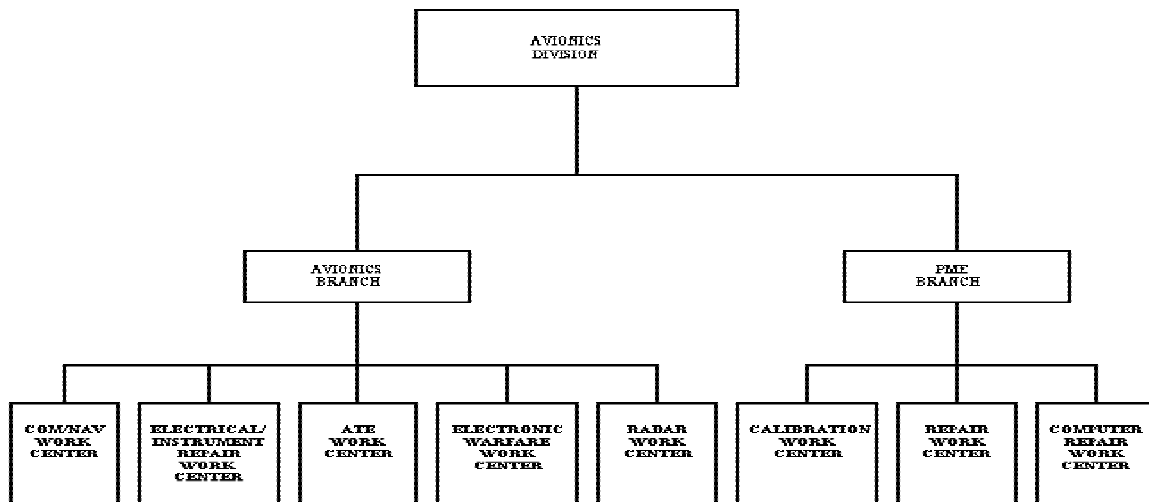 AVIONICS
DIVISION
AVIONICS
BRANCH
PME
BRANCH
COM/NAV
WORK
CENTER
ELECTRICAL/
INSTRUMENT
REPAIR
WORK
CENTER
ATE
WORK
CENTER
ELECTRONIC
WARFARE
WORK
CENTER
RADAR
WORK
CENTER
CALIBRATION
WORK
CENTER
REPAIR
WORK
CENTER
COMPUTER
REPAIR
WORK
CENTER